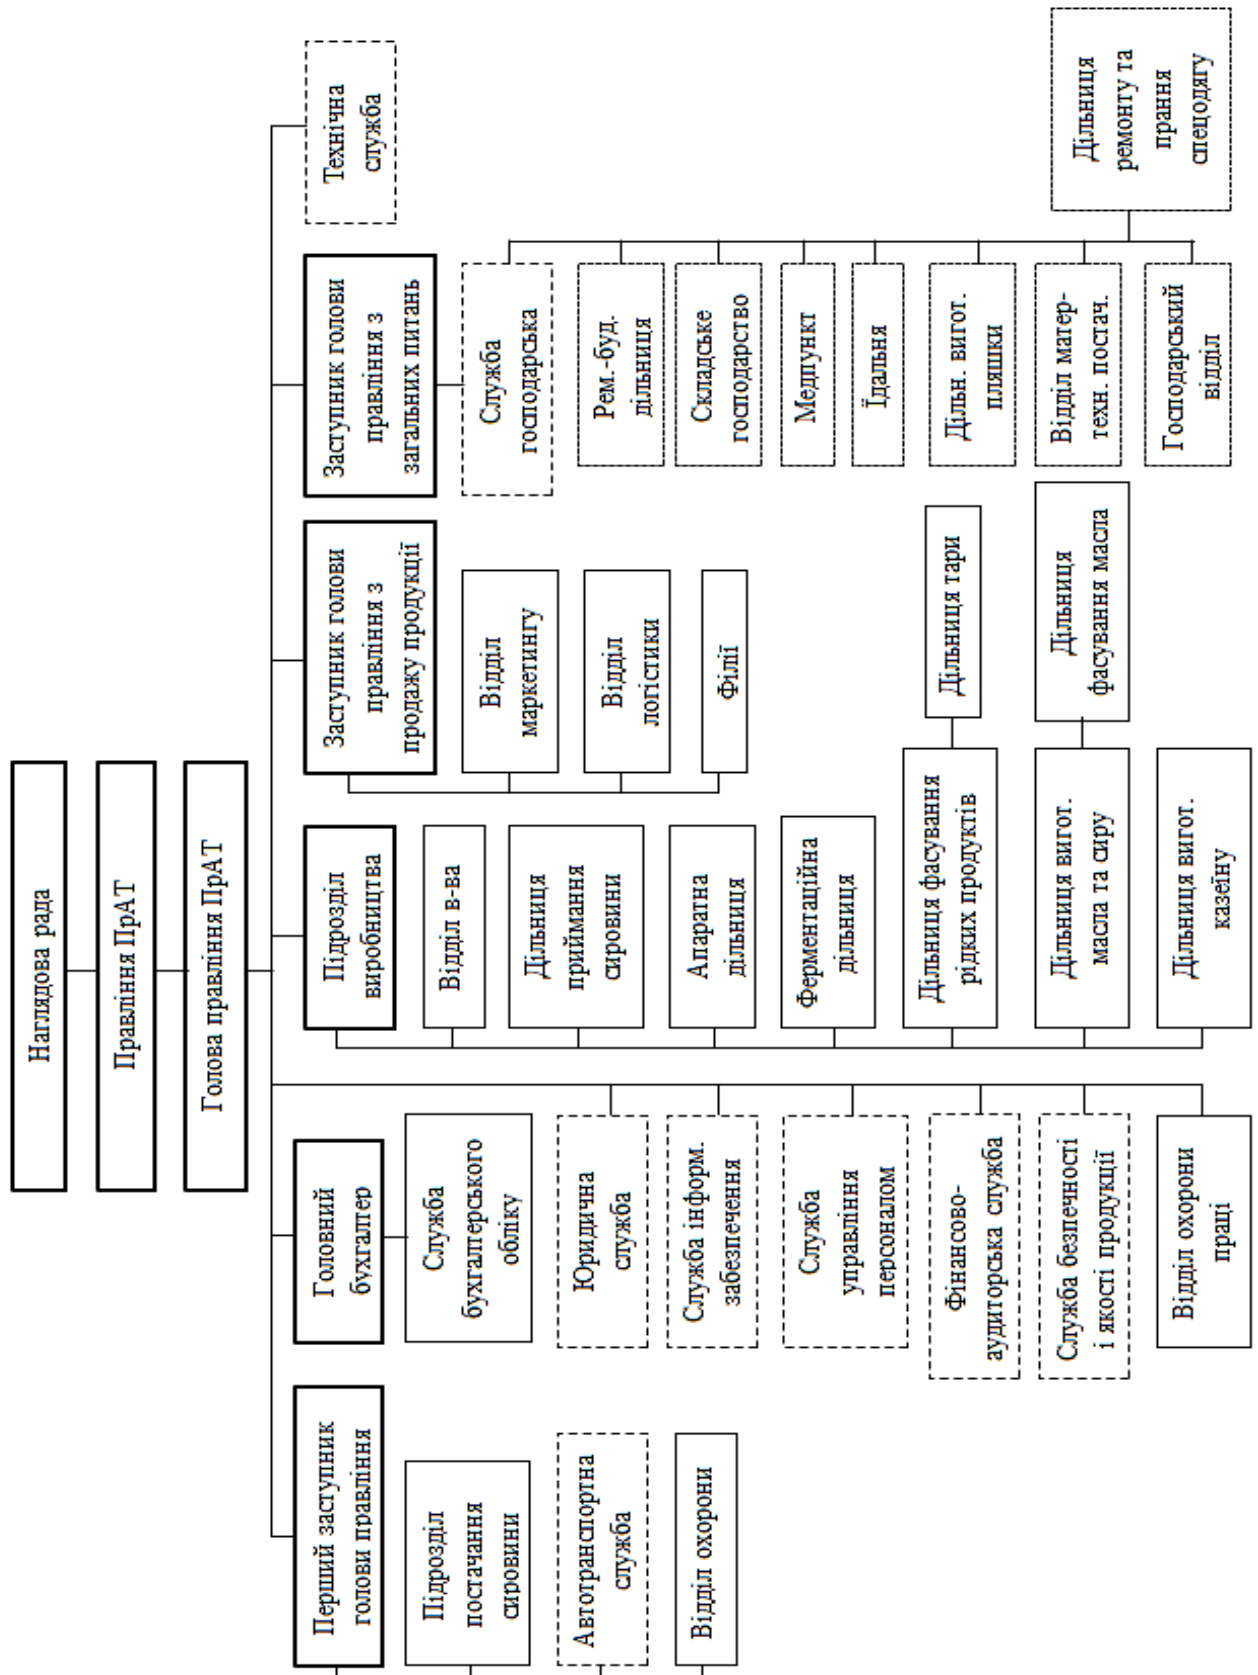 Наглядова рада
Правління ПрАТ
Голова правління ПрАТ
Перший заступник
голови правління
Підрозділ
постачання
сировини
Автотранспортна
служба
Відділ охорони
Головний
бухгалтер
Служба
бухгалтерського
обліку
Юридична
служба
Служба інформ.
забезпечення
Служба
управління
персоналом
Фінансово-
аудиторська служба
Служба безпечності
і якості продукції
Відділ охорони
праці
Підрозділ
виробництва
Відділ в-ва
Дільниця
приймання
сировини
Апаратна
дільниця
Ферментаційна
дільниця
Дільниця фасування
рідких продуктів
Дільниця тари
Дільниця вигот.
масла та сиру
Дільниця
фасування масла
Дільниця вигот.
казеїну
Заступник голови
правління з
продажу продукції
Відділ
маркетингу
Відділ
логістики
Філії
Заступник голови
правління з
загальних питань
Служба
господарська
Рем.-буд.
дільниця
Складське
господарство
Медпункт
Їдальня
Дільн. вигот.
пляшки
Відділ матер-
техн. постач.
Господарський
відділ
Дільниця
ремонту та
прання
спецодягу
Технічна
служба